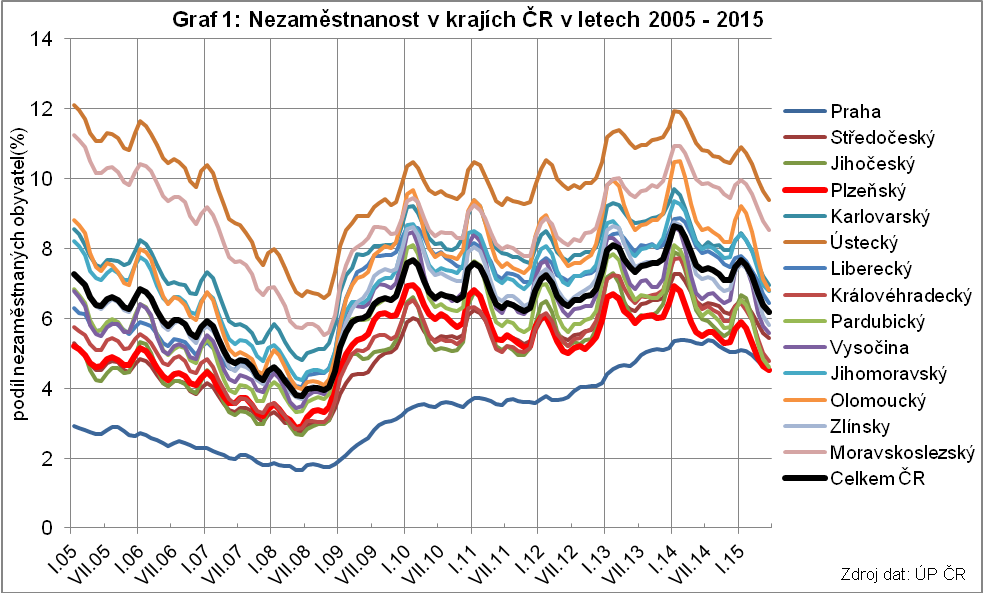 Graf 1: Nezaměstnanost v krajích ČR v letech 2005 - 2015
podíl nezaměstnaných obyvatel(%)
14
12
10
8
6
4
2
0
I.05
VII.05
I.06
VII.06
I.07
VII.07
I.08
VII.08
I.09
VII.09
I.10
VII.10
I.11
VII.11
I.12
VII.12
I.13
VII.13
I.14
VII.14
I.15
Praha
Středočeský
Jihočeský
Plzeňský
Karlovarský
Ústecký
Liberecký
Královéhradecký
Pardubický
Vysočina
Jihomoravský
Olomoucký
Zlínsky
Moravskoslezský
Celkem ČR
Zdroj dat: ÚP ČR